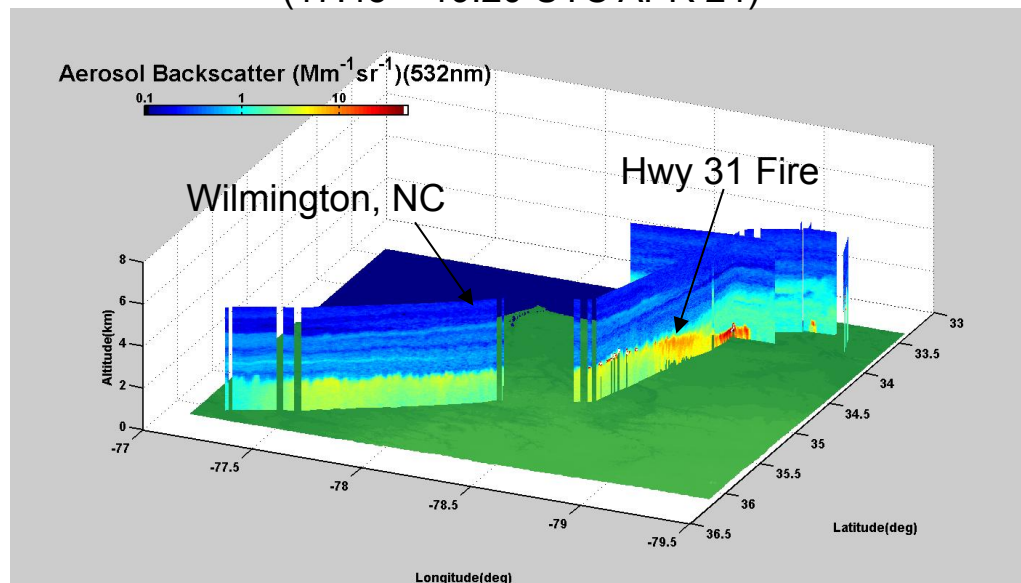 Aerosol Backscatter (Mm⁻¹sr⁻¹)(532nm)
0.1 1 10
Hwy 31 Fire
Wilmington, NC
8
6
4
2
0
Altitude(km)
-77
-77.5
-78
-78.5
-79
-79.5
Longitude(deg)
33
33.5
34
34.5
35
35.5
36
36.5
Latitude(deg)